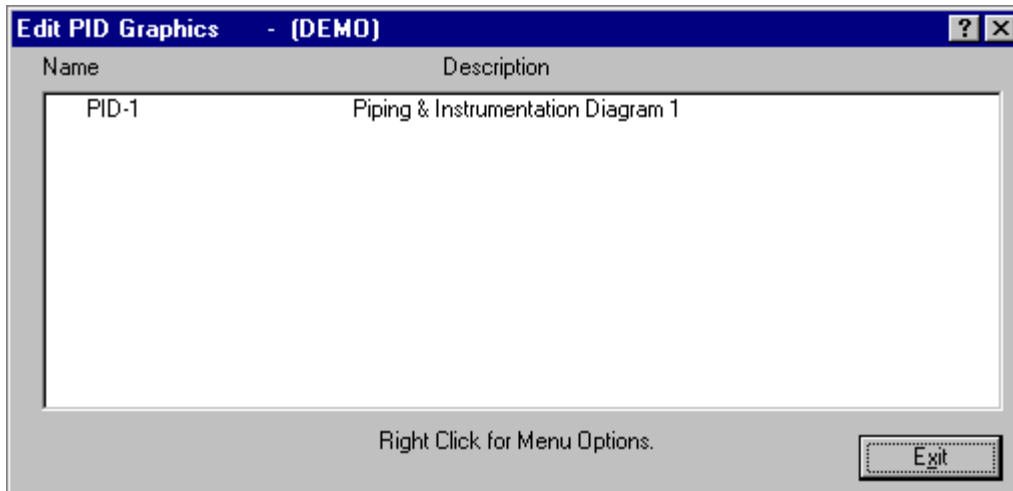 Edit PID Graphics - (DEMO)
Name Description
PID-1 Piping & Instrumentation Diagram 1
Right Click for Menu Options.
Exit